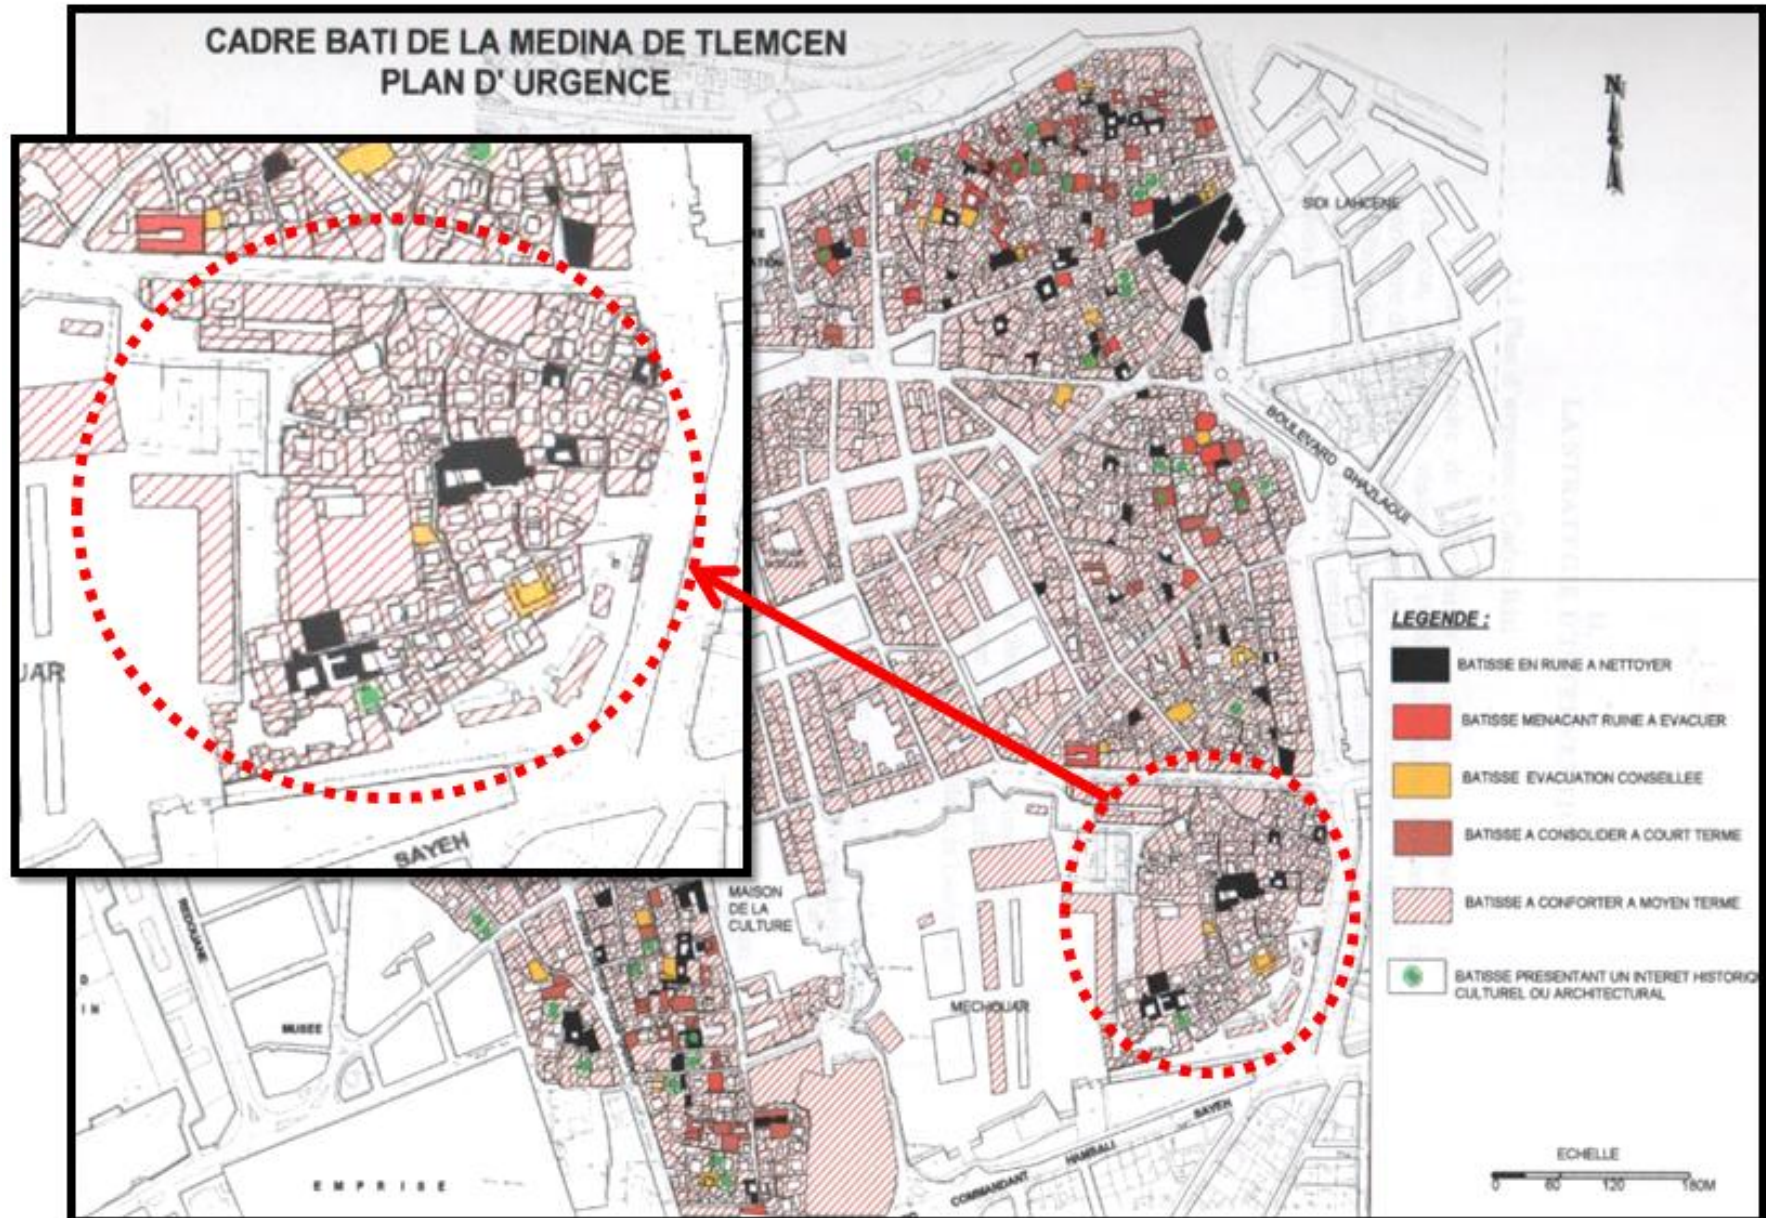 CADRE BATI DE LA MEDINA DE TLEMCEN
PLAN D' URGENCE
N
SIDI LAHCENE
BOULEVARD GHAZLAOUI
JAR
SAYEH
REDOUANE
MUSEE
MAISON
DE LA
CULTURE
MECHOUAR
EMPRISE
COMMANDANT HAMBALI SAYEH
LEGENDE :
BATISSE EN RUINE A NETTOYER
BATISSE MENACANT RUINE A EVACUER
BATISSE EVACUATION CONSEILLEE
BATISSE A CONSOLIDER A COURT TERME
BATISSE A CONFORTER A MOYEN TERME
BATISSE PRESENTANT UN INTERET HISTORIQ
CULTUREL OU ARCHITECTURAL
ECHELLE
0 60 120 180M